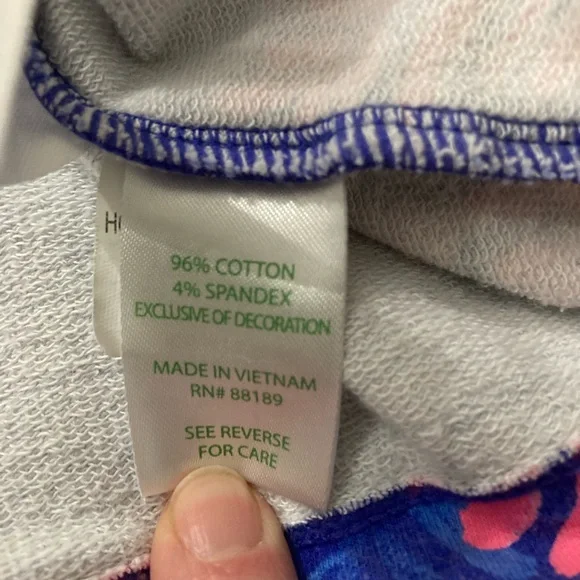 96% COTTON
4% SPANDEX
EXCLUSIVE OF DECORATION
MADE IN VIETNAM
RN# 88189
SEE REVERSE
FOR CARE